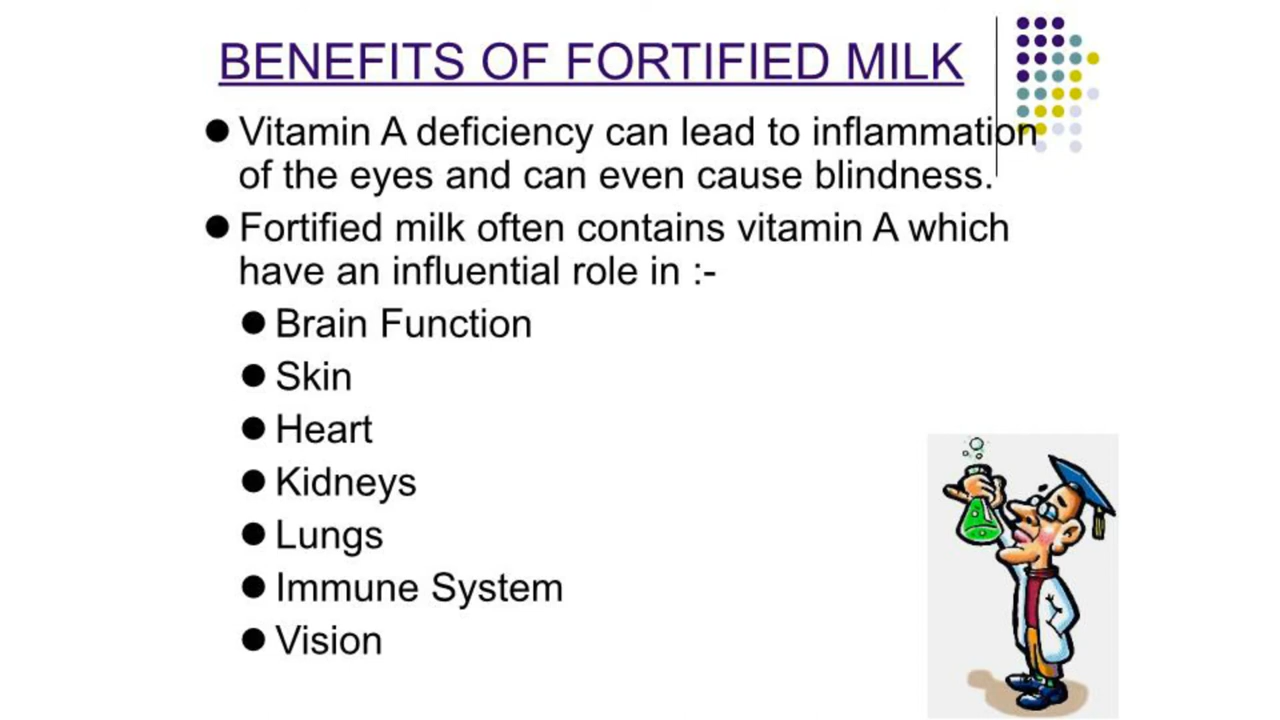 BENEFITS OF FORTIFIED MILK
● Vitamin A deficiency can lead to inflammation
of the eyes and can even cause blindness.
● Fortified milk often contains vitamin A which
have an influential role in :-
● Brain Function
● Skin
● Heart
● Kidneys
● Lungs
● Immune System
● Vision